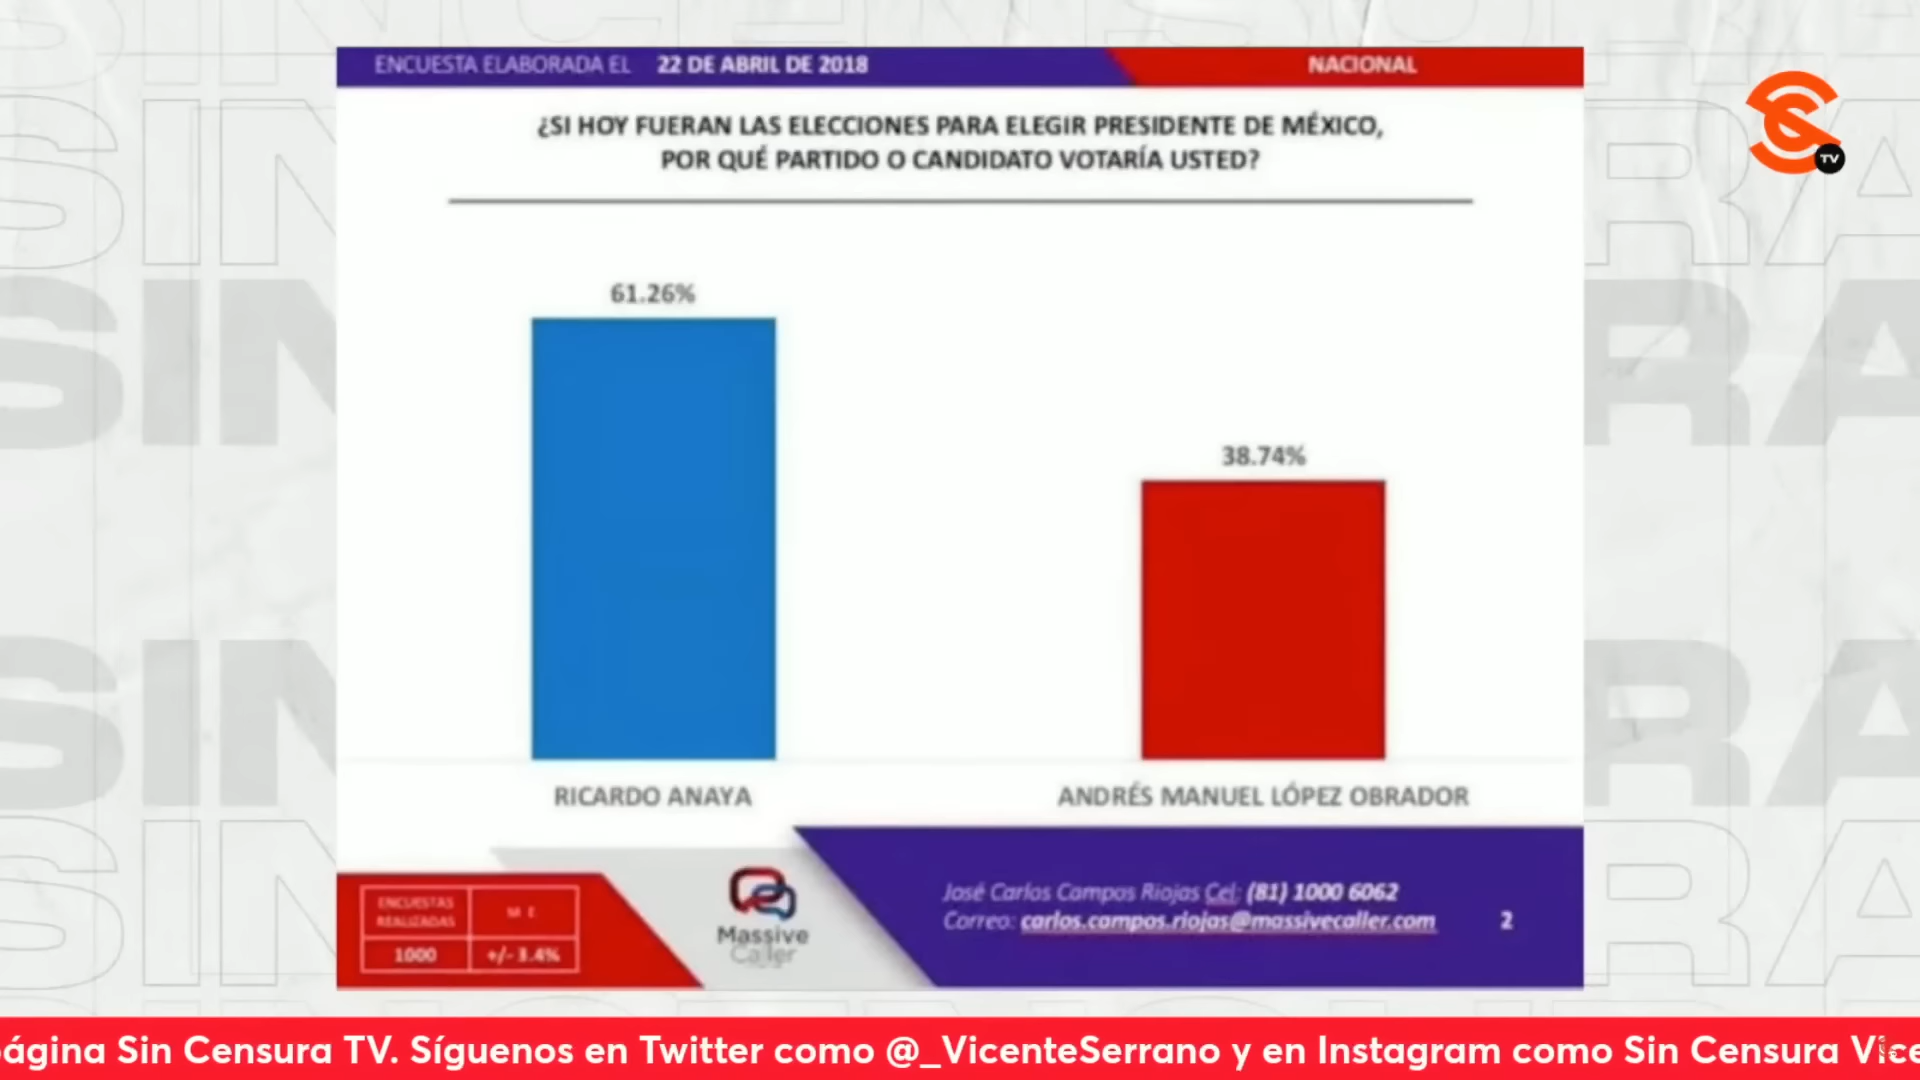 ENCUESTA ELABORADA EL 22 DE ABRIL DE 2018
NACIONAL
¿SI HOY FUERAN LAS ELECCIONES PARA ELEGIR PRESIDENTE DE MÉXICO,
POR QUÉ PARTIDO O CANDIDATO VOTARÍA USTED?
TV
61.26%
38.74%
RICARDO ANAYA
ANDRÉS MANUEL LÓPEZ OBRADOR
ENCUESTAS
REALIZADAS
M E
1000
+/- 3.4%
Massive
Caller
José Carlos Campos Riojas Cel: (81) 1000 6062
Correo: carlos.campos.riojas@massivecaller.com
2
página Sin Censura TV. Síguenos en Twitter como @_VicenteSerrano y en Instagram como Sin Censura Vice